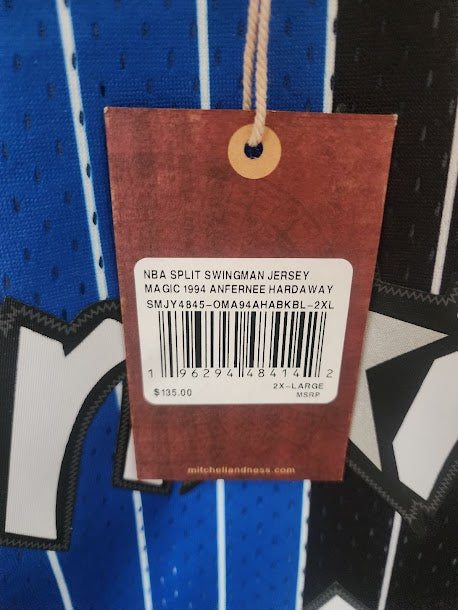 NBA SPLIT SWINGMAN JERSEY
MAGIC 1994 ANFERNEE HARDAWAY
SMJY4845-OMA94AHABKBL-2XL
1 96294 48414 2
2X-LARGE
$135.00 MSRP
mitchellandness.com